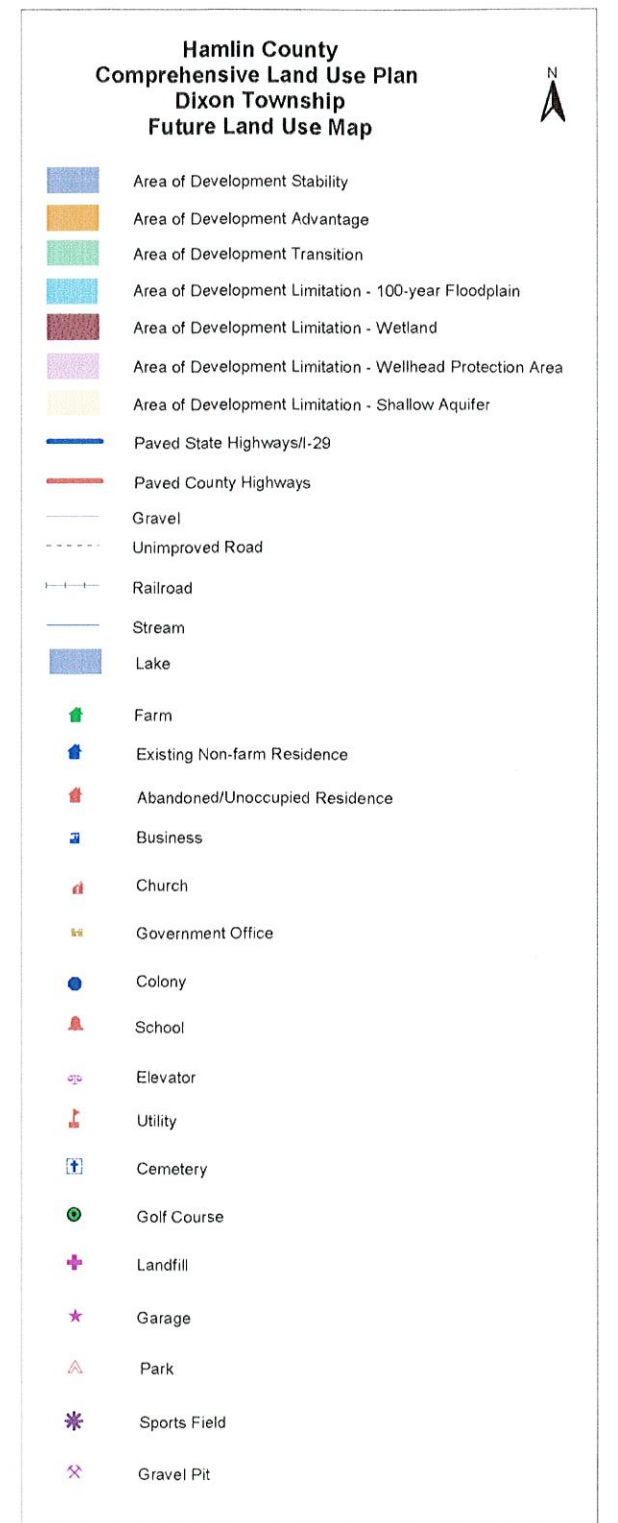 Hamlin County
Comprehensive Land Use Plan
Dixon Township
Future Land Use Map
N
Area of Development Stability
Area of Development Advantage
Area of Development Transition
Area of Development Limitation - 100-year Floodplain
Area of Development Limitation - Wetland
Area of Development Limitation - Wellhead Protection Area
Area of Development Limitation - Shallow Aquifer
Paved State Highways/I-29
Paved County Highways
Gravel
Unimproved Road
Railroad
Stream
Lake
Farm
Existing Non-farm Residence
Abandoned/Unoccupied Residence
Business
Church
Government Office
Colony
School
Elevator
Utility
Cemetery
Golf Course
Landfill
Garage
Park
Sports Field
Gravel Pit